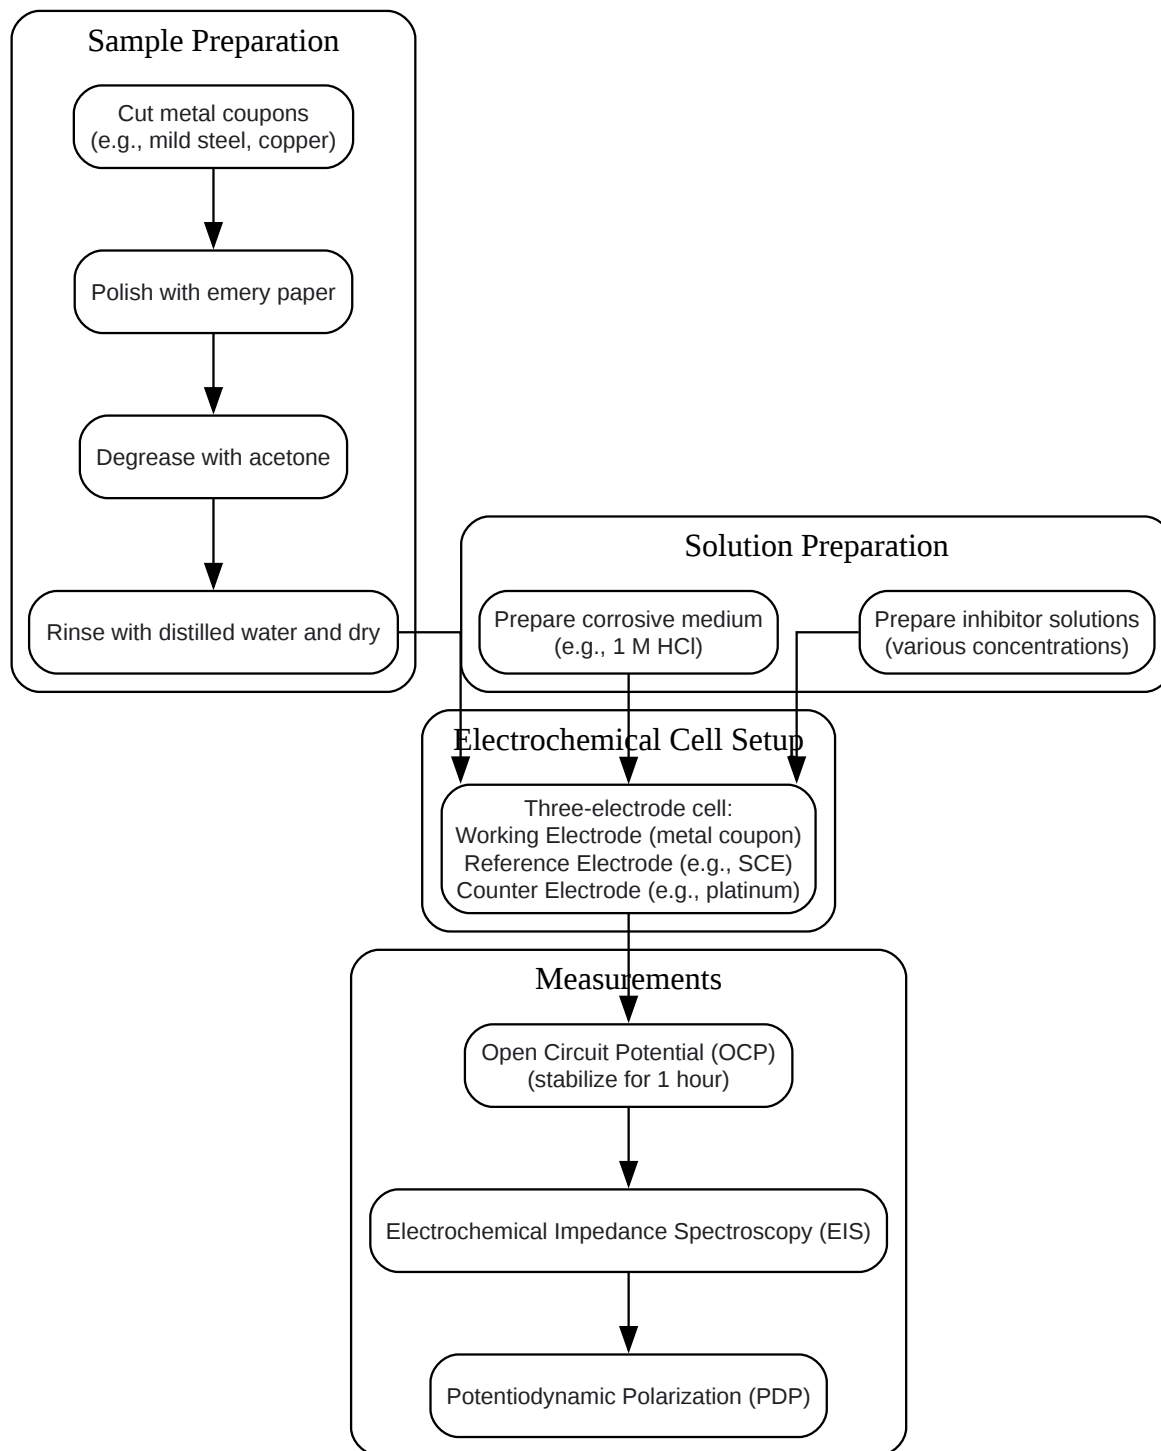 Sample Preparation
Cut metal coupons
(e.g., mild steel, copper)
Polish with emery paper
Degrease with acetone
Rinse with distilled water and dry
Solution Preparation
Prepare corrosive medium
(e.g., 1 M HCl)
Prepare inhibitor solutions
(various concentrations)
Electrochemical Cell Setup
Three-electrode cell:
Working Electrode (metal coupon)
Reference Electrode (e.g., SCE)
Counter Electrode (e.g., platinum)
Measurements
Open Circuit Potential (OCP)
(stabilize for 1 hour)
Electrochemical Impedance Spectroscopy (EIS)
Potentiodynamic Polarization (PDP)